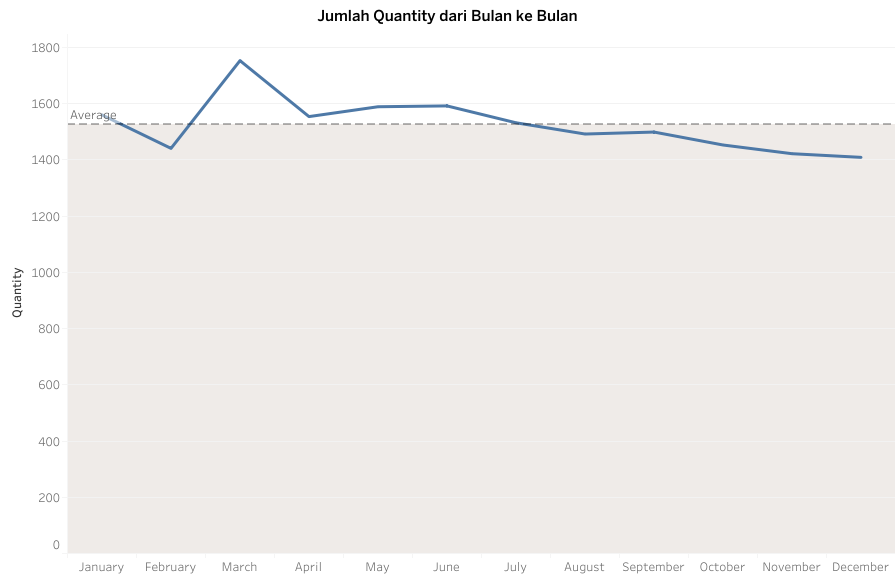 Jumlah Quantity dari Bulan ke Bulan
1800
1600
Average
1400
1200
1000
800
600
400
200
0
Quantity
January February March April May June July August September October November December